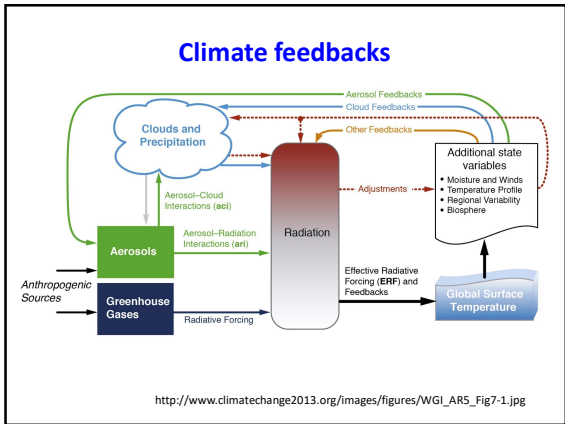 Climate feedbacks
Aerosol Feedbacks
Cloud Feedbacks
Other Feedbacks
Clouds and
Precipitation
Additional state
variables
• Moisture and Winds
• Temperature Profile
• Regional Variability
• Biosphere
Adjustments
Aerosol–Cloud
Interactions (aci)
Aerosol–Radiation
Interactions (ari)
Radiation
Aerosols
Anthropogenic
Sources
Greenhouse
Gases
Radiative Forcing
Effective Radiative
Forcing (ERF) and
Feedbacks
Global Surface
Temperature
http://www.climatechange2013.org/images/figures/WGI_AR5_Fig7-1.jpg